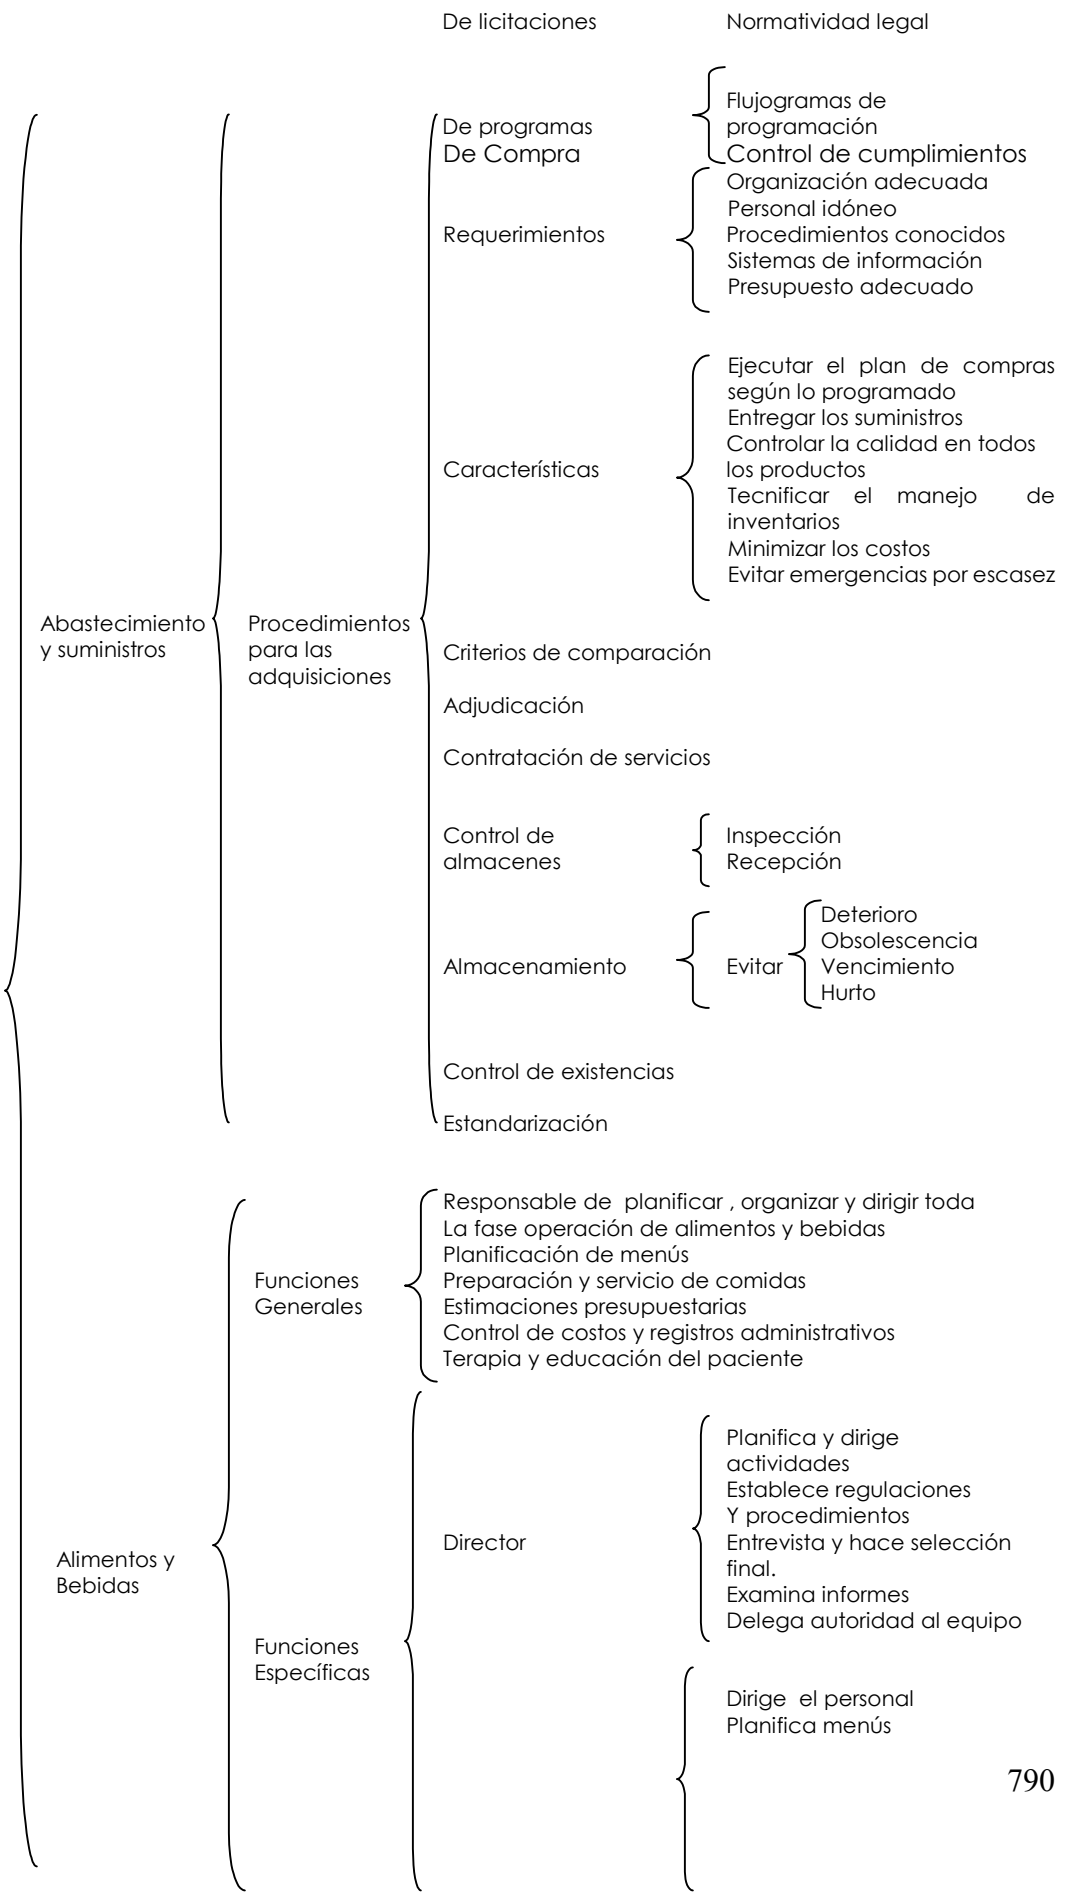 De licitaciones
Normatividad legal
De programas
De Compra
Flujogramas de
programación
Control de cumplimientos
Requerimientos
Organización adecuada
Personal idóneo
Procedimientos conocidos
Sistemas de información
Presupuesto adecuado
Características
Ejecutar el plan de compras
según lo programado
Entregar los suministros
Controlar la calidad en todos
los productos
Tecnificar el manejo de
inventarios
Minimizar los costos
Evitar emergencias por escasez
Abastecimiento
y suministros
Procedimientos
para las
adquisiciones
Criterios de comparación
Adjudicación
Contratación de servicios
Control de
almacenes
Inspección
Recepción
Almacenamiento
Evitar
Deterioro
Obsolescencia
Vencimiento
Hurto
Control de existencias
Estandarización
Funciones
Generales
Responsable de planificar , organizar y dirigir toda
La fase operación de alimentos y bebidas
Planificación de menús
Preparación y servicio de comidas
Estimaciones presupuestarias
Control de costos y registros administrativos
Terapia y educación del paciente
Alimentos y
Bebidas
Funciones
Específicas
Director
Planifica y dirige
actividades
Establece regulaciones
Y procedimientos
Entrevista y hace selección
final.
Examina informes
Delega autoridad al equipo
Dirige el personal
Planifica menús
790